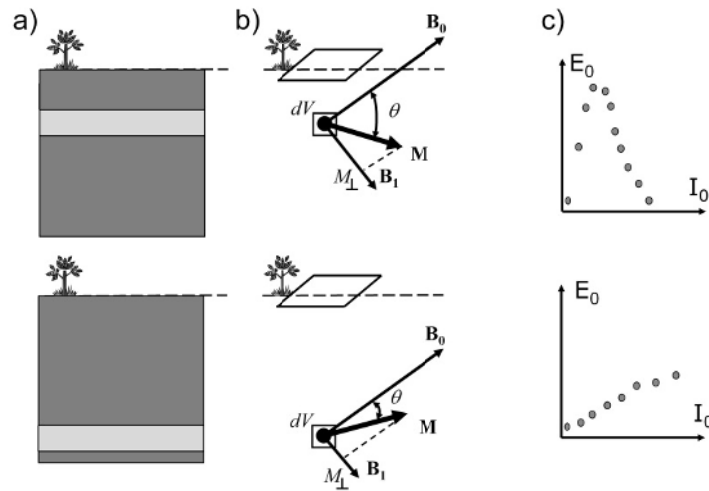 a)
b)
c)
B₀
dV
θ
M
M⊥
B₁
E₀
I₀
B₀
dV
θ
M
M⊥
B₁
E₀
I₀